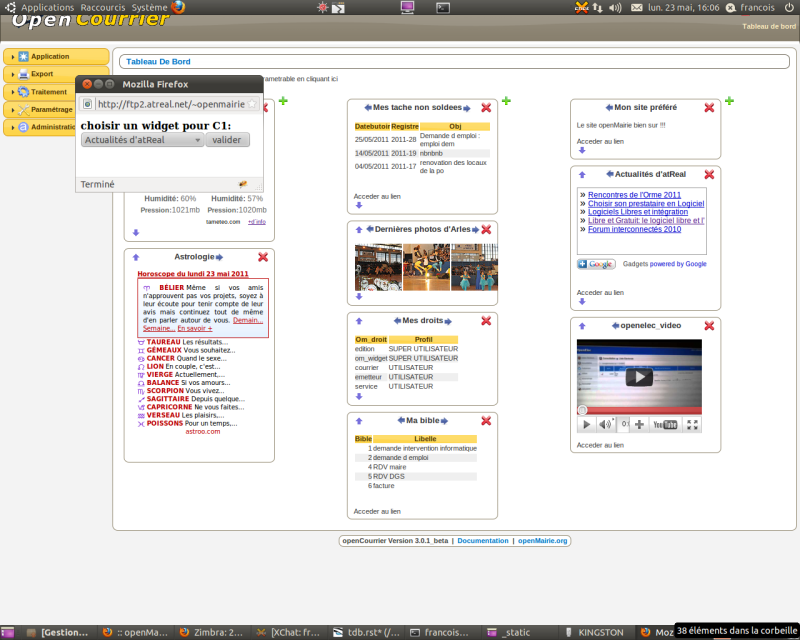 Applications Raccourcis Système
lun. 23 mai, 16:06 francois
Open Courrier
Tableau de bord
Application
Export
Traitement
Paramétrage
Administratio
Tableau De Bord
parametrable en cliquant ici
Mozilla Firefox
http://ftp2.atreal.net/~openmairie
choisir un widget pour C1:
Actualités d'atReal valider
Terminé
Humidité: 60% Humidité: 57%
Pression:1021mb Pression:1020mb
tameteo.com +d'info
Astrologie
Horoscope du lundi 23 mai 2011
BÉLIER Même si vos amis
n'approuvent pas vos projets, soyez à
leur écoute pour tenir compte de leur
avis mais continuez tout de même
d'en parler autour de vous. Demain...
Semaine... En savoir +
TAUREAU Les résultats...
GÉMEAUX Vous souhaitez...
CANCER Quand le sexe...
LION En couple, c'est...
VIERGE Actuellement,...
BALANCE Si vos amours...
SCORPION Vous vivez...
SAGITTAIRE Depuis quelque...
CAPRICORNE Ne vous faites...
VERSEAU Les plaisirs,...
POISSONS Pour un temps,...
astroo.com
Mes tache non soldees
Datebutoir Registre Obj
25/05/2011 2011-28 Demande d emploi :
emploi dem
14/05/2011 2011-19 nbnbnb
04/05/2011 2011-17 renovation des locaux
de la po
Acceder au lien
Dernières photos d'Arles
Mes droits
Om_droit Profil
edition SUPER UTILISATEUR
om_widget SUPER UTILISATEUR
courrier UTILISATEUR
emetteur UTILISATEUR
service UTILISATEUR
Ma bible
Bible Libelle
1 demande intervention informatique
2 demande d emploi
4 RDV maire
5 RDV DGS
6 facture
Acceder au lien
Mon site préféré
Le site openMairie bien sur !!!
Acceder au lien
Actualités d'atReal
» Rencontres de l'Orme 2011
» Choisir son prestataire en Logiciel
» Logiciels Libres et intégration
» Libre et Gratuit: le logiciel libre et l'
» Forum interconnectés 2010
Google Gadgets powered by Google
Acceder au lien
openelec_video
YouTube
Acceder au lien
openCourrier Version 3.0.1_beta | Documentation | openMairie.org
[Gestion... :: openMa... Zimbra: 2... [XChat: fr... tdb.rst* (/... francois... _static KINGSTON Moz
38 éléments dans la corbeille